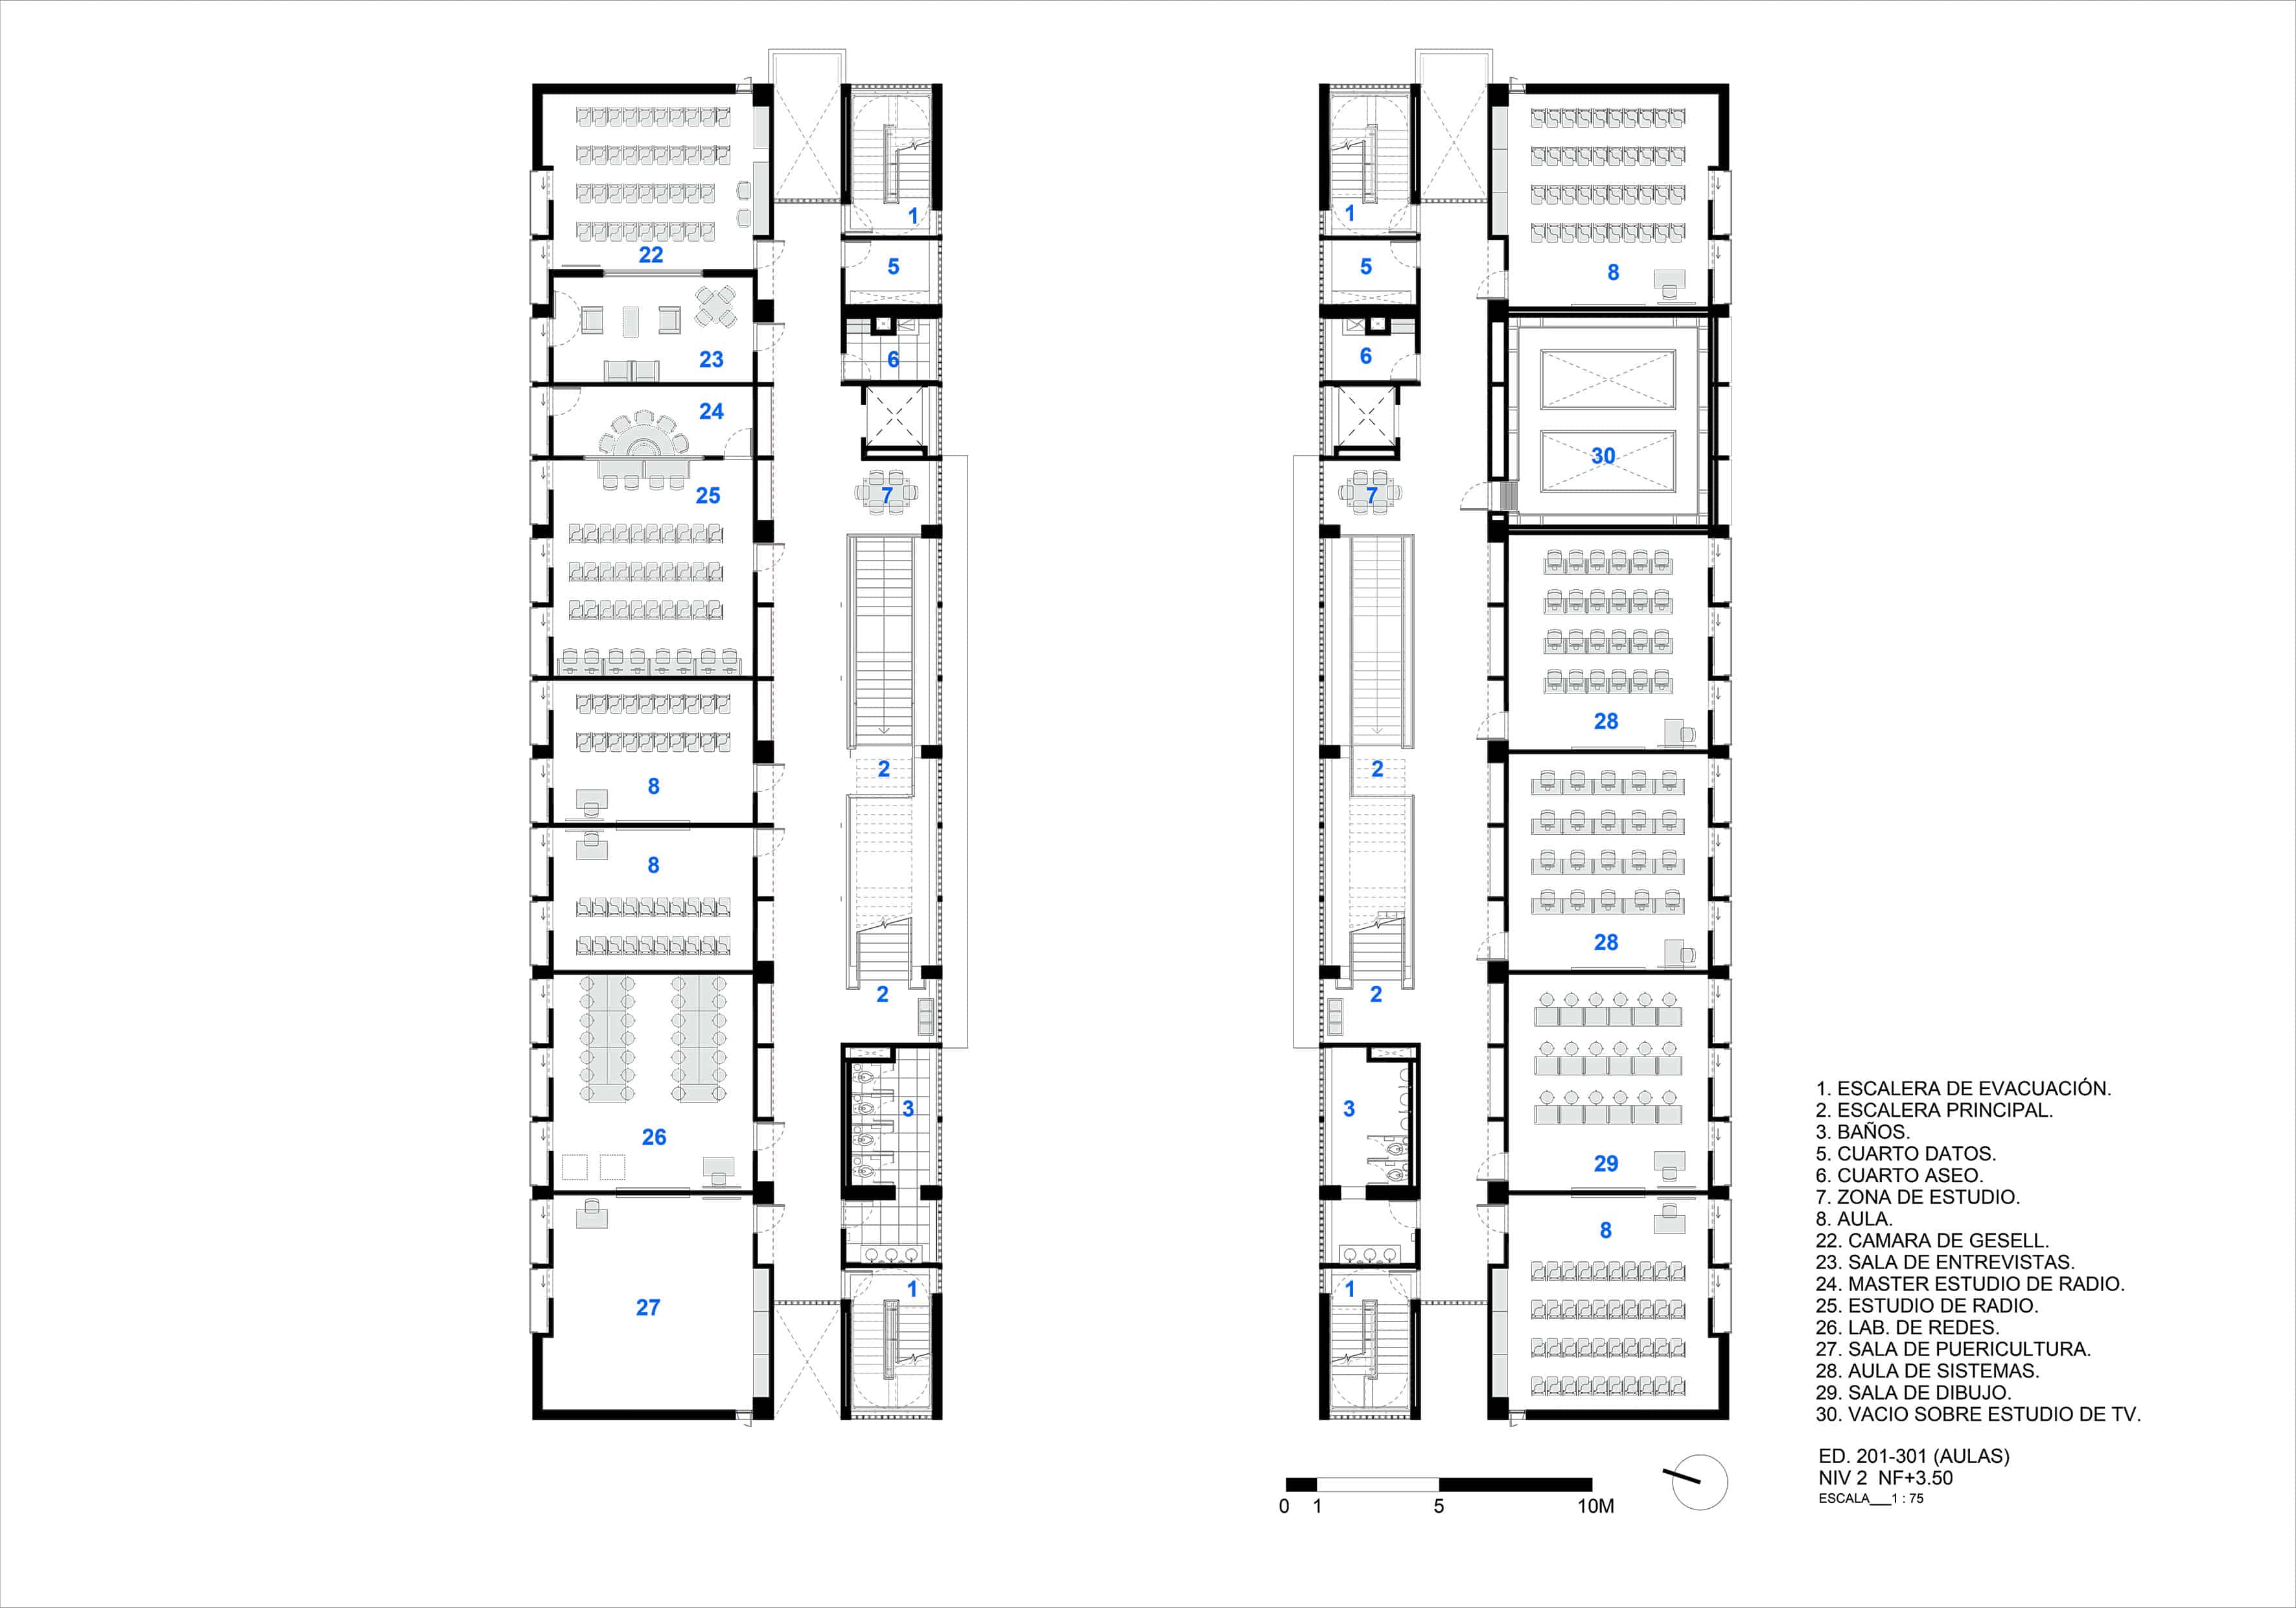 1
5
22
6
23
24
7
25
2
8
8
2
3
26
1
27
1
8
5
6
30
7
28
2
28
2
3
29
8
1
1. ESCALERA DE EVACUACIÓN.
2. ESCALERA PRINCIPAL.
3. BAÑOS.
5. CUARTO DATOS.
6. CUARTO ASEO.
7. ZONA DE ESTUDIO.
8. AULA.
22. CAMARA DE GESELL.
23. SALA DE ENTREVISTAS.
24. MASTER ESTUDIO DE RADIO.
25. ESTUDIO DE RADIO.
26. LAB. DE REDES.
27. SALA DE PUERICULTURA.
28. AULA DE SISTEMAS.
29. SALA DE DIBUJO.
30. VACIO SOBRE ESTUDIO DE TV.
ED. 201-301 (AULAS)
NIV 2 NF+3.50
ESCALA___1 : 75
0 1 5 10M